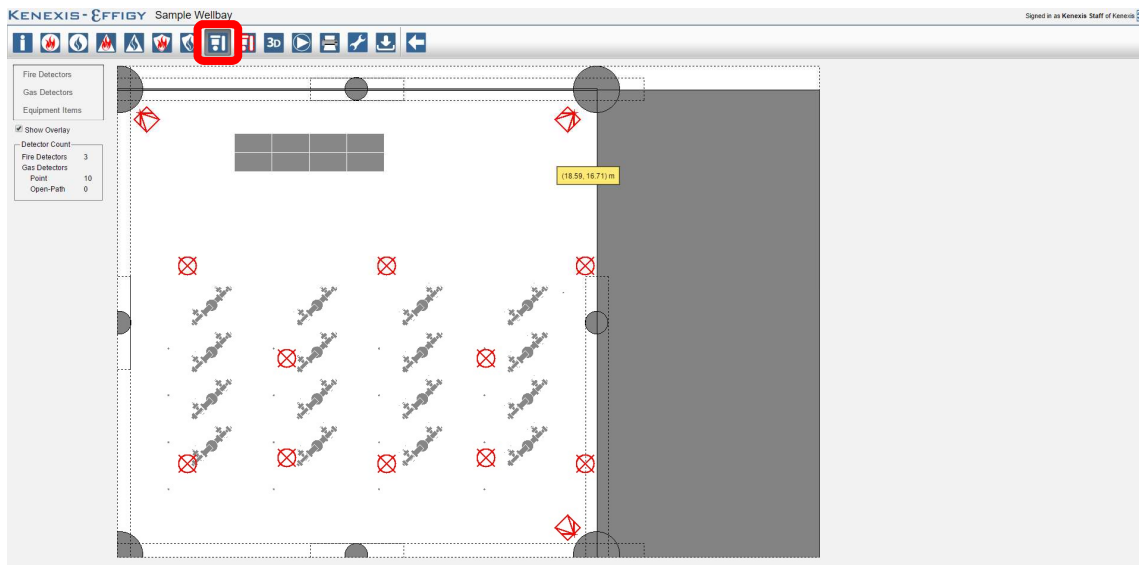 KENEXIS-EFFIGY Sample Wellbay
Signed in as Kenexis Staff of Kenexis
3D
Fire Detectors
Gas Detectors
Equipment Items
Show Overlay
Detector Count
Fire Detectors 3
Gas Detectors
Point 10
Open-Path 0
(18.59, 16.71) m